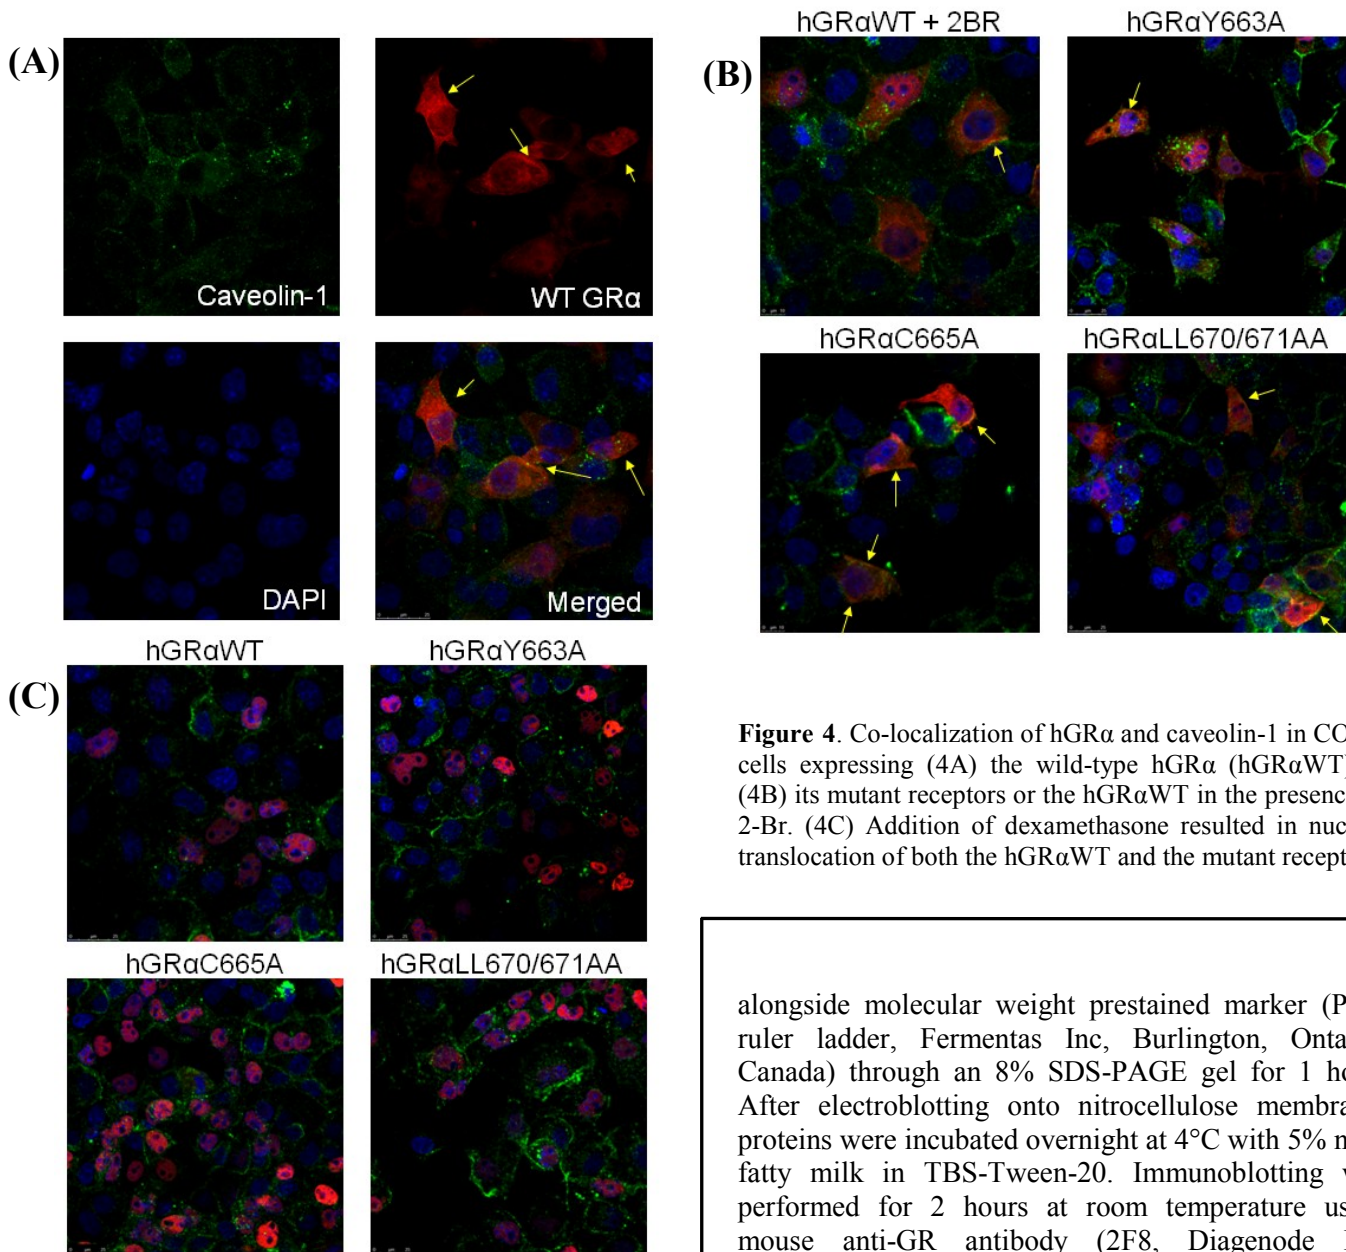 (A)
Caveolin-1
WT GRα
DAPI
Merged
(B)
hGRαWT + 2BR
hGRαY663A
hGRαC665A
hGRαLL670/671AA
(C)
hGRαWT
hGRαY663A
hGRαC665A
hGRαLL670/671AA
Figure 4. Co-localization of hGRα and caveolin-1 in CO
cells expressing (4A) the wild-type hGRα (hGRαWT)
(4B) its mutant receptors or the hGRαWT in the presenc
2-Br. (4C) Addition of dexamethasone resulted in nuc
translocation of both the hGRαWT and the mutant recept
alongside molecular weight prestained marker (P
ruler ladder, Fermentas Inc, Burlington, Onta
Canada) through an 8% SDS-PAGE gel for 1 ho
After electroblotting onto nitrocellulose membra
proteins were incubated overnight at 4°C with 5% n
fatty milk in TBS-Tween-20. Immunoblotting
performed for 2 hours at room temperature us
mouse anti-GR antibody (2F8, Diagenode